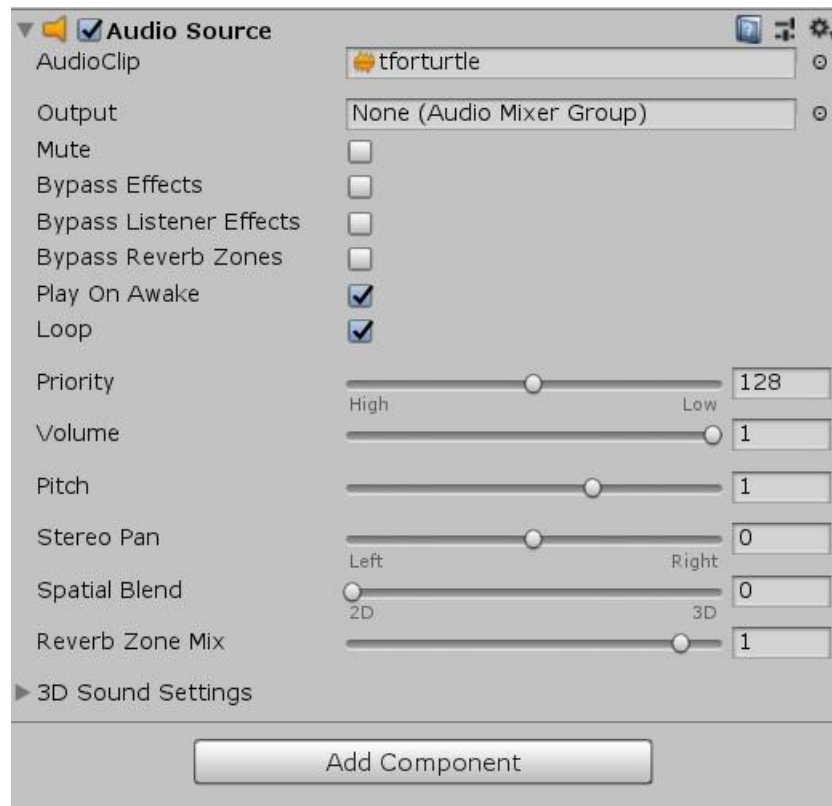 Audio Source
AudioClip tforturtle
Output None (Audio Mixer Group)
Mute
Bypass Effects
Bypass Listener Effects
Bypass Reverb Zones
Play On Awake
Loop
Priority 128
High Low
Volume 1
Pitch 1
Stereo Pan 0
Left Right
Spatial Blend 0
2D 3D
Reverb Zone Mix 1
3D Sound Settings
Add Component